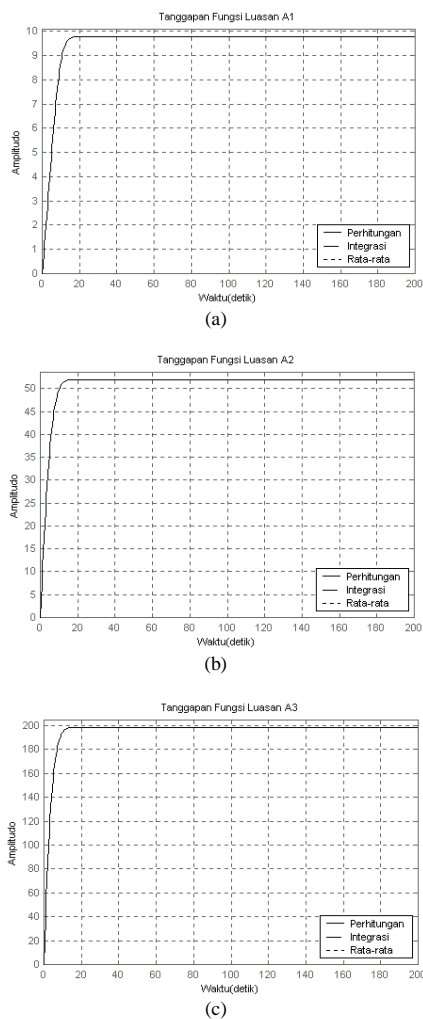 Tanggapan Fungsi Luasan A1
10
9
8
7
6
5
4
3
2
1
0
Amplitudo
0 20 40 60 80 100 120 140 160 180 200
Waktu(detik)
Perhitungan
Integrasi
Rata-rata
(a)
Tanggapan Fungsi Luasan A2
50
45
40
35
30
25
20
15
10
5
0
Amplitudo
0 20 40 60 80 100 120 140 160 180 200
Waktu(detik)
Perhitungan
Integrasi
Rata-rata
(b)
Tanggapan Fungsi Luasan A3
200
180
160
140
120
100
80
60
40
20
0
Amplitudo
0 20 40 60 80 100 120 140 160 180 200
Waktu(detik)
Perhitungan
Integrasi
Rata-rata
(c)